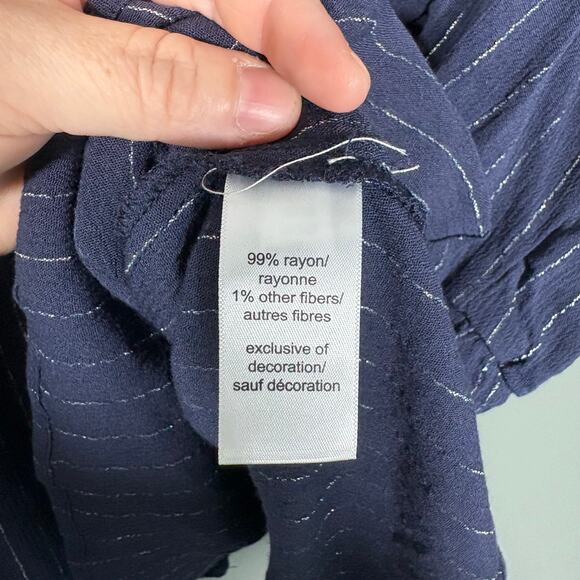 99% rayon/
rayonne
1% other fibers/
autres fibres
exclusive of
decoration/
sauf décoration